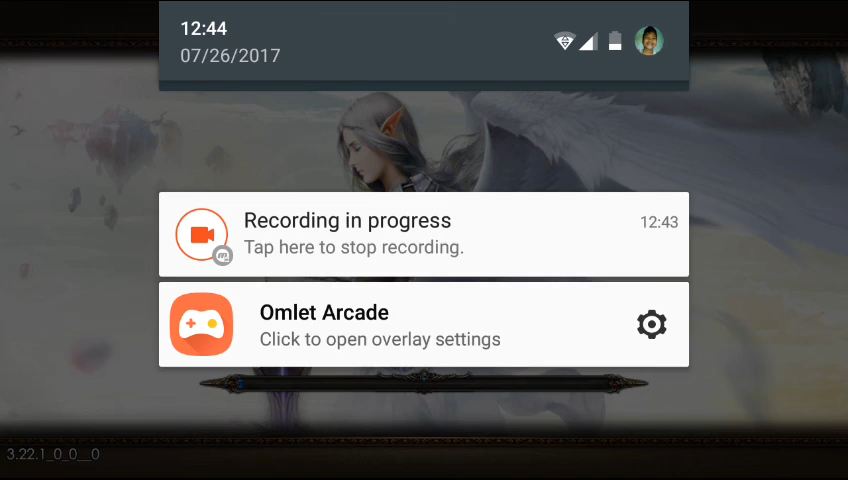 12:44
07/26/2017
Recording in progress
12:43
Tap here to stop recording.
Omlet Arcade
Click to open overlay settings
3.22.1_0_0__0